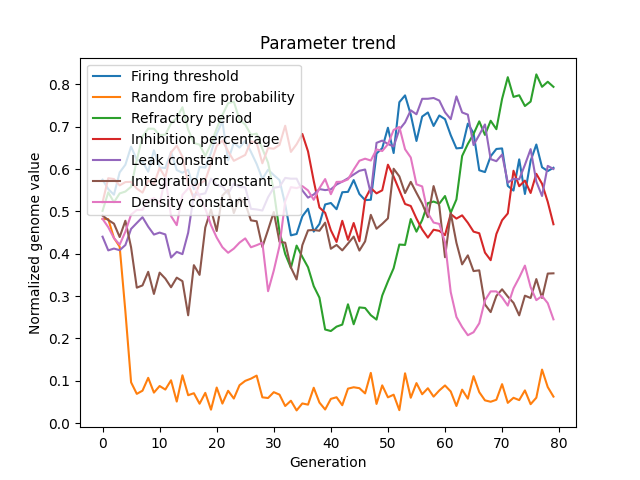 Parameter trend
Normalized genome value
0.8
0.7
0.6
0.5
0.4
0.3
0.2
0.1
0.0
Firing threshold
Random fire probability
Refractory period
Inhibition percentage
Leak constant
Integration constant
Density constant
0 10 20 30 40 50 60 70 80
Generation